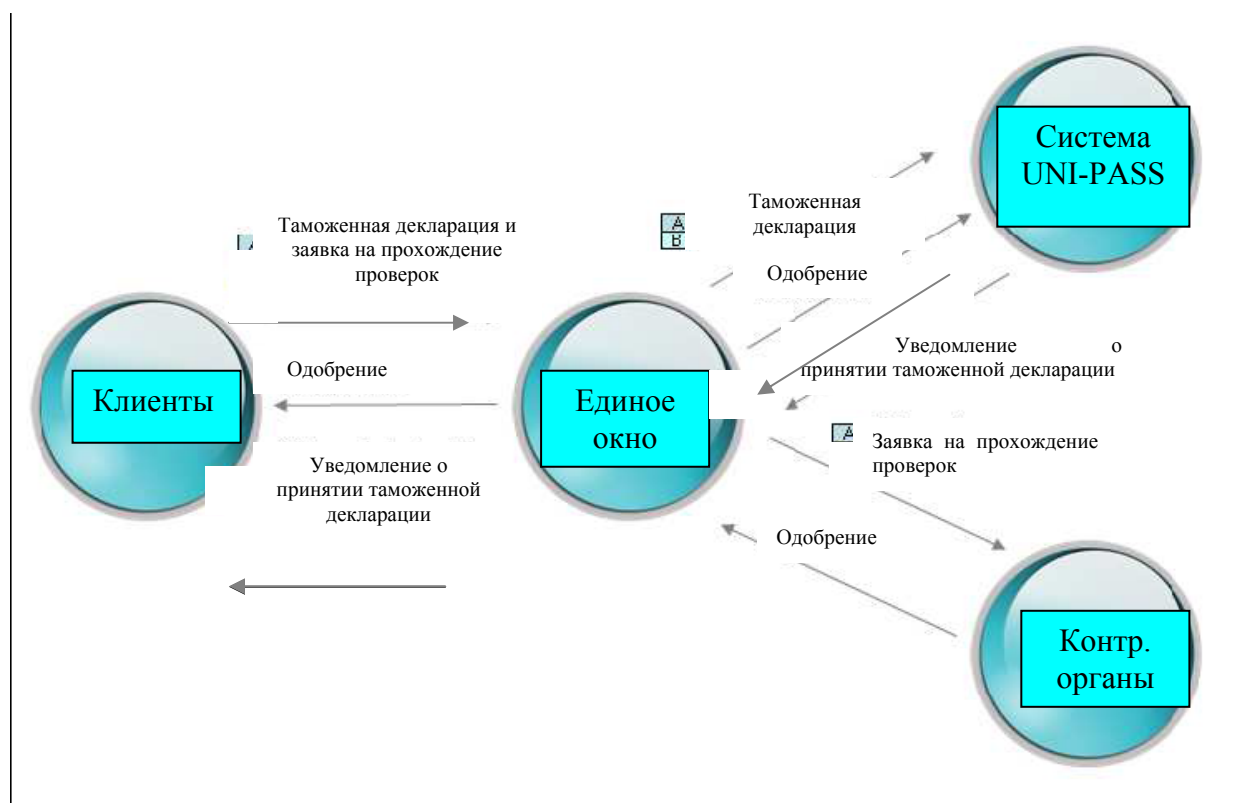 Система
UNI-PASS
Таможенная
декларация
A
B
Таможенная декларация и
заявка на прохождение
проверок
Одобрение
Уведомление о
принятии таможенной декларации
Одобрение
Клиенты
Единое
окно
A
Заявка на прохождение
проверок
Уведомление о
принятии таможенной
декларации
Одобрение
Контр.
органы